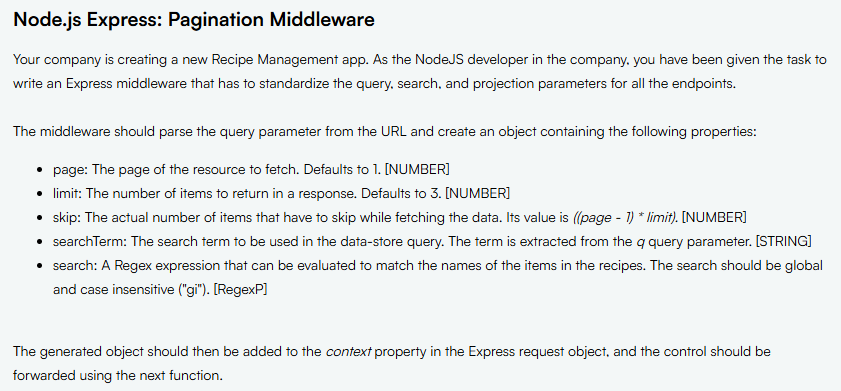 Node.js Express: Pagination Middleware
Your company is creating a new Recipe Management app. As the NodeJS developer in the company, you have been given the task to
write an Express middleware that has to standardize the query, search, and projection parameters for all the endpoints.
The middleware should parse the query parameter from the URL and create an object containing the following properties:
• page: The page of the resource to fetch. Defaults to 1. [NUMBER]
• limit: The number of items to return in a response. Defaults to 3. [NUMBER]
• skip: The actual number of items that have to skip while fetching the data. Its value is ((page - 1) * limit). [NUMBER]
• searchTerm: The search term to be used in the data-store query. The term is extracted from the q query parameter. [STRING]
• search: A Regex expression that can be evaluated to match the names of the items in the recipes. The search should be global
and case insensitive ("gi"). [RegexP]
The generated object should then be added to the context property in the Express request object, and the control should be
forwarded using the next function.